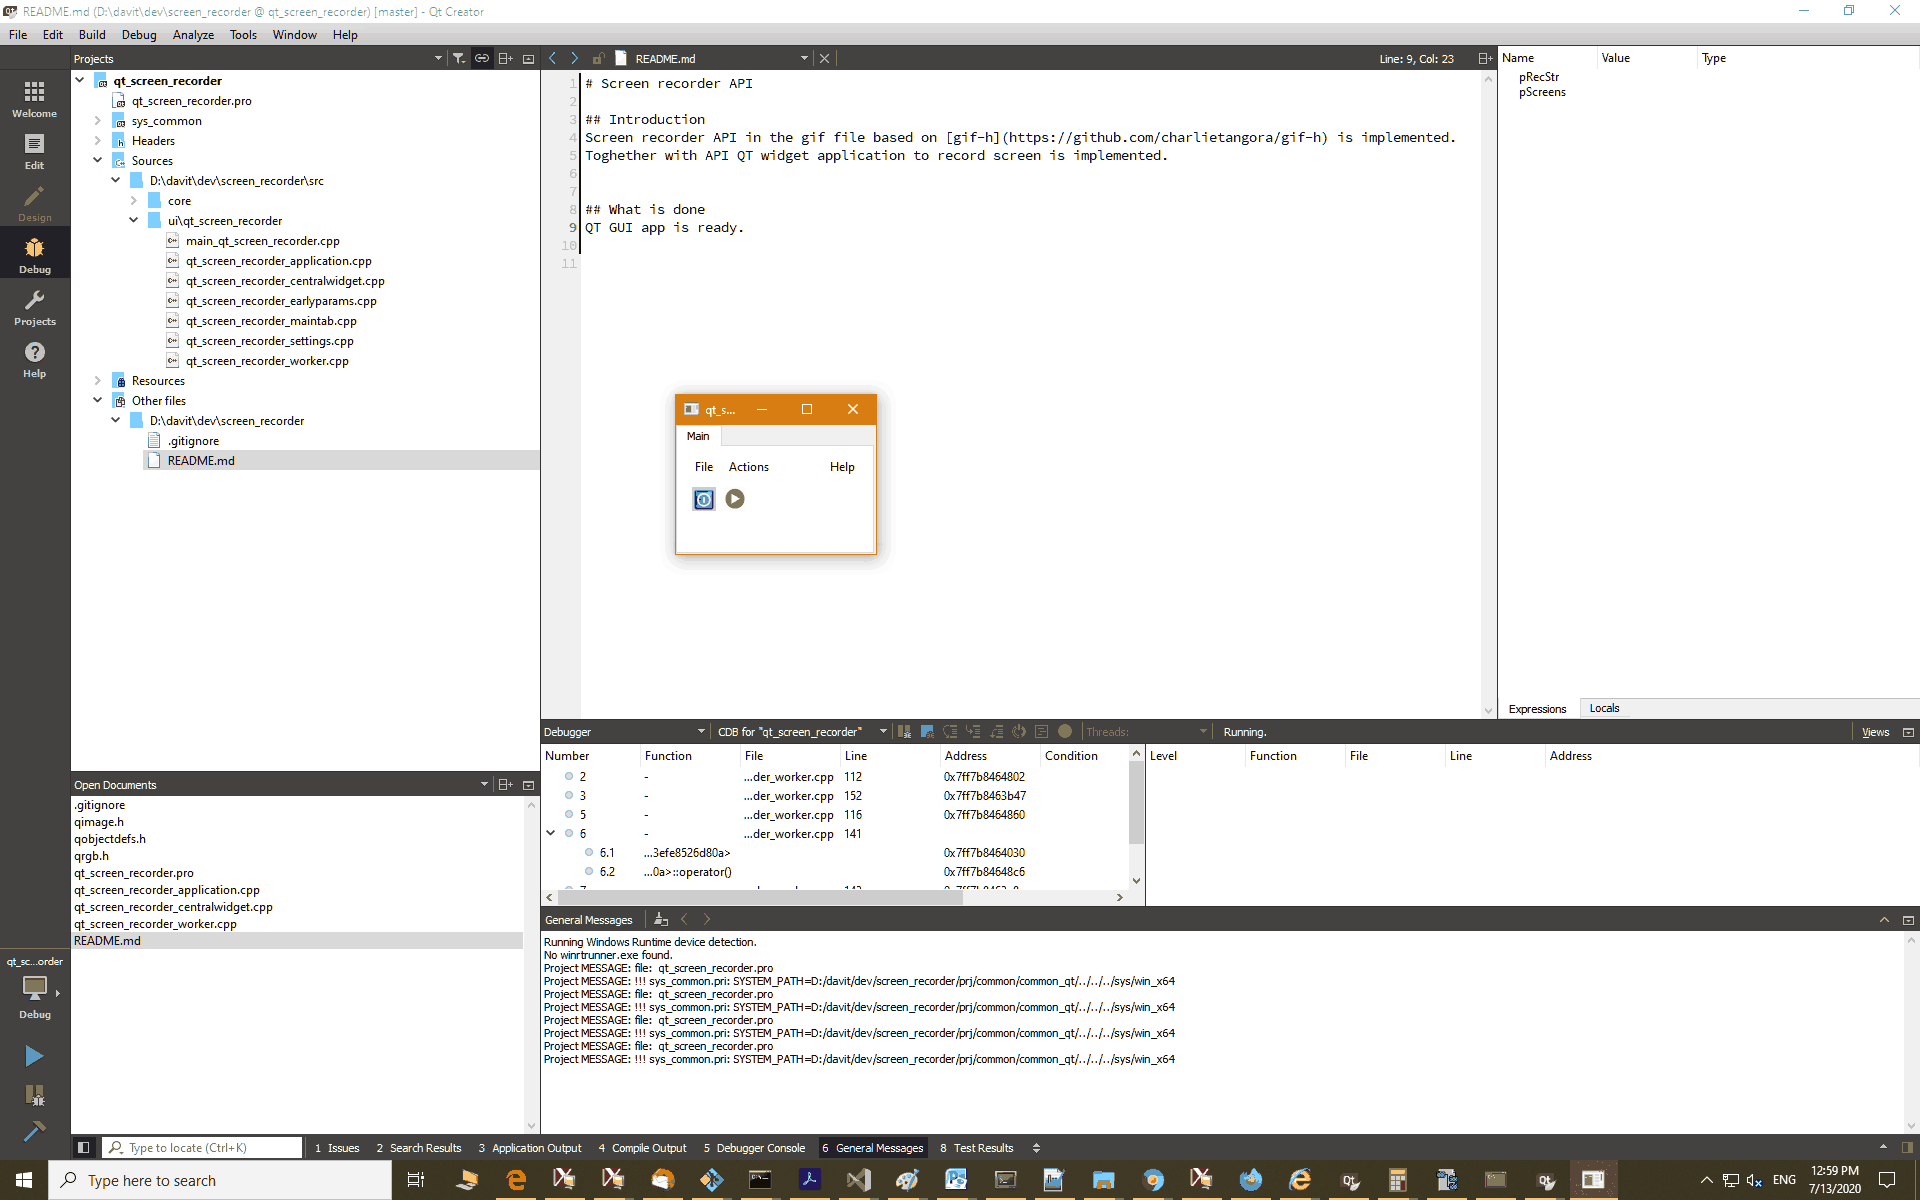 README.md (D:\davit\dev\screen_recorder @ qt_screen_recorder) [master] - Qt Creator
File Edit Build Debug Analyze Tools Window Help
Welcome
Edit
Design
Debug
Projects
Help
Projects
qt_screen_recorder
qt_screen_recorder.pro
sys_common
Headers
Sources
D:\davit\dev\screen_recorder\src
core
ui\qt_screen_recorder
main_qt_screen_recorder.cpp
qt_screen_recorder_application.cpp
qt_screen_recorder_centralwidget.cpp
qt_screen_recorder_earlyparams.cpp
qt_screen_recorder_maintab.cpp
qt_screen_recorder_settings.cpp
qt_screen_recorder_worker.cpp
Resources
Other files
D:\davit\dev\screen_recorder
.gitignore
README.md
README.md Line: 9, Col: 23
1 # Screen recorder API
2
3 ## Introduction
4 Screen recorder API in the gif file based on [gif-h](https://github.com/charlietangora/gif-h) is implemented.
5 Toghether with API QT widget application to record screen is implemented.
6
7
8 ## What is done
9 QT GUI app is ready.
10
11
qt_s...
Main
File Actions Help
Name Value Type
pRecStr
pScreens
Expressions Locals
Open Documents
.gitignore
qimage.h
qobjectdefs.h
qrgb.h
qt_screen_recorder.pro
qt_screen_recorder_application.cpp
qt_screen_recorder_centralwidget.cpp
qt_screen_recorder_worker.cpp
README.md
Debugger CDB for "qt_screen_recorder" Threads: Running. Views
Number Function File Line Address Condition
2 - ...der_worker.cpp 112 0x7ff7b8464802
3 - ...der_worker.cpp 152 0x7ff7b8463b47
5 - ...der_worker.cpp 116 0x7ff7b8464860
6 - ...der_worker.cpp 141
6.1 ...3efe8526d80a> 0x7ff7b8464030
6.2 ...0a>::operator() 0x7ff7b84648c6
Level Function File Line Address
General Messages
Running Windows Runtime device detection.
No winrtrunner.exe found.
Project MESSAGE: file: qt_screen_recorder.pro
Project MESSAGE: !!! sys_common.pri: SYSTEM_PATH=D:/davit/dev/screen_recorder/prj/common/common_qt/../../../sys/win_x64
Project MESSAGE: file: qt_screen_recorder.pro
Project MESSAGE: !!! sys_common.pri: SYSTEM_PATH=D:/davit/dev/screen_recorder/prj/common/common_qt/../../../sys/win_x64
Project MESSAGE: file: qt_screen_recorder.pro
Project MESSAGE: !!! sys_common.pri: SYSTEM_PATH=D:/davit/dev/screen_recorder/prj/common/common_qt/../../../sys/win_x64
Project MESSAGE: file: qt_screen_recorder.pro
Project MESSAGE: !!! sys_common.pri: SYSTEM_PATH=D:/davit/dev/screen_recorder/prj/common/common_qt/../../../sys/win_x64
qt_sc...order
Debug
Type to locate (Ctrl+K) 1 Issues 2 Search Results 3 Application Output 4 Compile Output 5 Debugger Console 6 General Messages 8 Test Results
Type here to search
ENG
12:59 PM
7/13/2020